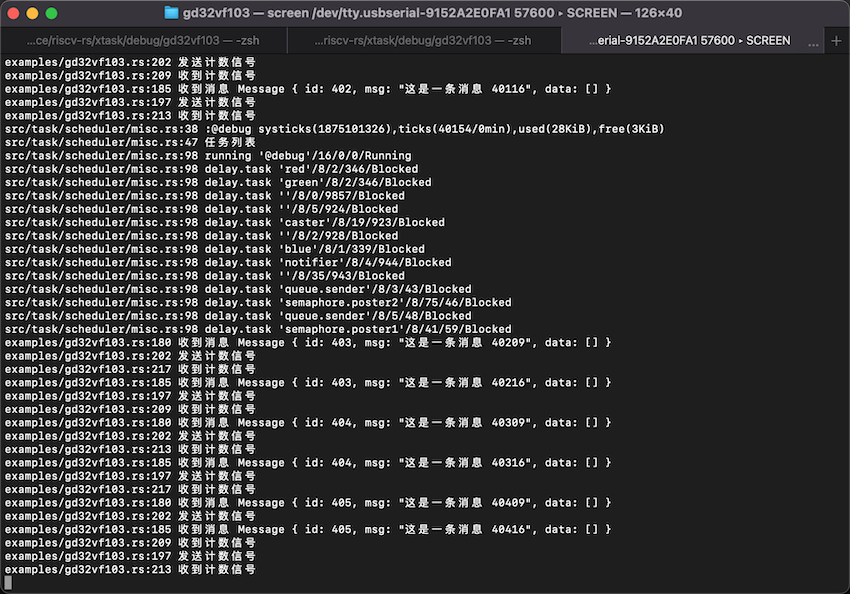 gd32vf103 — screen /dev/tty.usbserial-9152A2E0FA1 57600 ▸ SCREEN — 126×40
...ce/riscv-rs/xtask/debug/gd32vf103 — -zsh
...riscv-rs/xtask/debug/gd32vf103 — -zsh
...erial-9152A2E0FA1 57600 ▸ SCREEN ... +
examples/gd32vf103.rs:202 发送计数信号
examples/gd32vf103.rs:209 收到计数信号
examples/gd32vf103.rs:185 收到消息 Message { id: 402, msg: "这是一条消息 40116", data: [] }
examples/gd32vf103.rs:197 发送计数信号
examples/gd32vf103.rs:213 收到计数信号
src/task/scheduler/misc.rs:38 :@debug systicks(1875101326),ticks(40154/0min),used(28KiB),free(3KiB)
src/task/scheduler/misc.rs:47 任务列表
src/task/scheduler/misc.rs:98 running '@debug'/16/0/0/Running
src/task/scheduler/misc.rs:98 delay.task 'red'/8/2/346/Blocked
src/task/scheduler/misc.rs:98 delay.task 'green'/8/2/346/Blocked
src/task/scheduler/misc.rs:98 delay.task ''/8/0/9857/Blocked
src/task/scheduler/misc.rs:98 delay.task ''/8/5/924/Blocked
src/task/scheduler/misc.rs:98 delay.task 'caster'/8/19/923/Blocked
src/task/scheduler/misc.rs:98 delay.task ''/8/2/928/Blocked
src/task/scheduler/misc.rs:98 delay.task 'blue'/8/1/339/Blocked
src/task/scheduler/misc.rs:98 delay.task 'notifier'/8/4/944/Blocked
src/task/scheduler/misc.rs:98 delay.task ''/8/35/943/Blocked
src/task/scheduler/misc.rs:98 delay.task 'queue.sender'/8/3/43/Blocked
src/task/scheduler/misc.rs:98 delay.task 'semaphore.poster2'/8/75/46/Blocked
src/task/scheduler/misc.rs:98 delay.task 'queue.sender'/8/5/48/Blocked
src/task/scheduler/misc.rs:98 delay.task 'semaphore.poster1'/8/41/59/Blocked
examples/gd32vf103.rs:180 收到消息 Message { id: 403, msg: "这是一条消息 40209", data: [] }
examples/gd32vf103.rs:202 发送计数信号
examples/gd32vf103.rs:217 收到计数信号
examples/gd32vf103.rs:185 收到消息 Message { id: 403, msg: "这是一条消息 40216", data: [] }
examples/gd32vf103.rs:197 发送计数信号
examples/gd32vf103.rs:209 收到计数信号
examples/gd32vf103.rs:180 收到消息 Message { id: 404, msg: "这是一条消息 40309", data: [] }
examples/gd32vf103.rs:202 发送计数信号
examples/gd32vf103.rs:213 收到计数信号
examples/gd32vf103.rs:185 收到消息 Message { id: 404, msg: "这是一条消息 40316", data: [] }
examples/gd32vf103.rs:197 发送计数信号
examples/gd32vf103.rs:217 收到计数信号
examples/gd32vf103.rs:180 收到消息 Message { id: 405, msg: "这是一条消息 40409", data: [] }
examples/gd32vf103.rs:202 发送计数信号
examples/gd32vf103.rs:185 收到消息 Message { id: 405, msg: "这是一条消息 40416", data: [] }
examples/gd32vf103.rs:209 收到计数信号
examples/gd32vf103.rs:197 发送计数信号
examples/gd32vf103.rs:213 收到计数信号